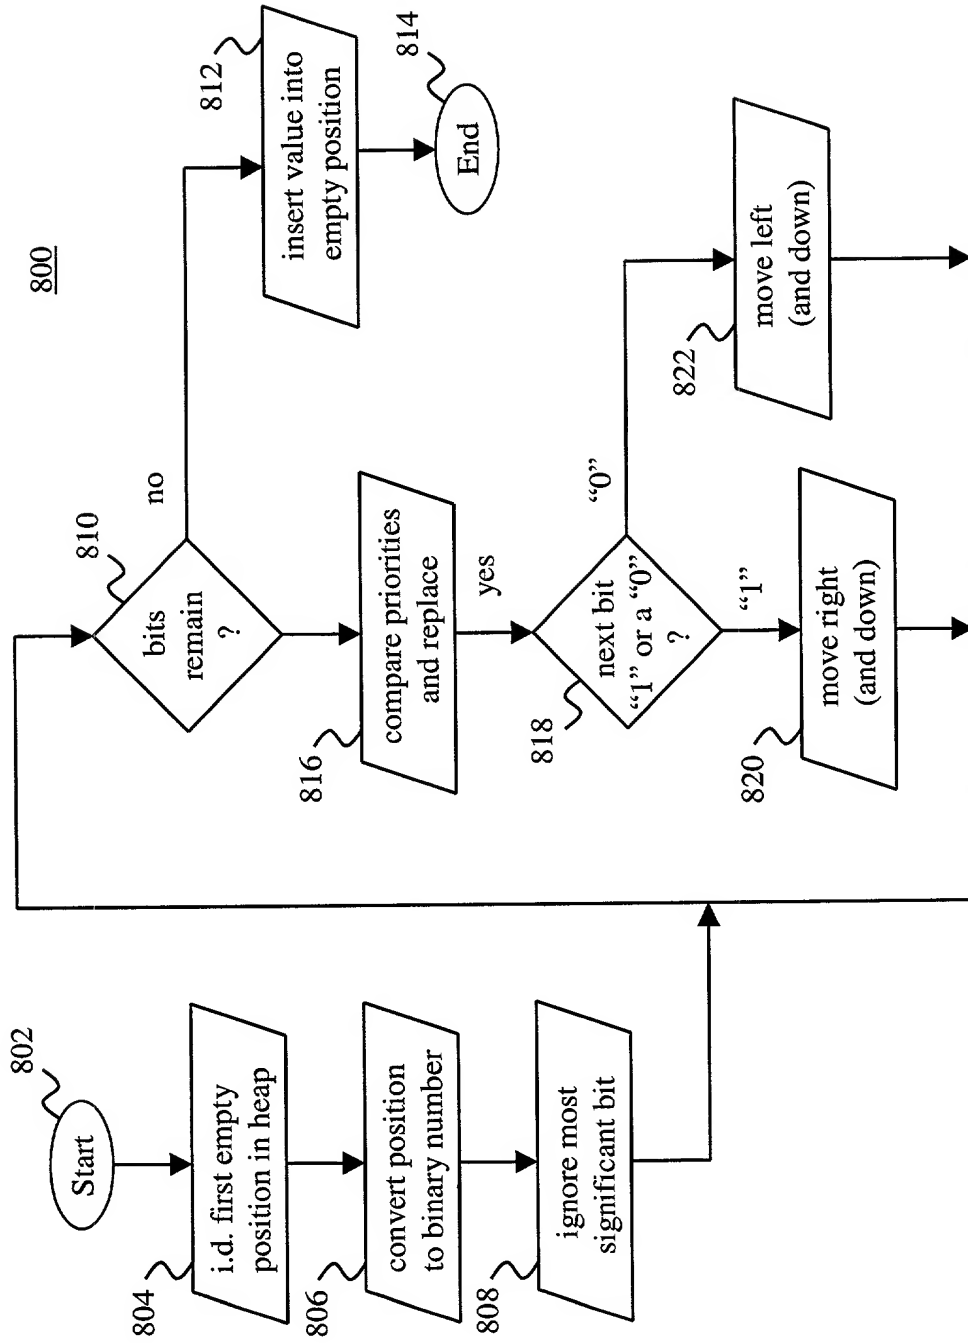 800
802
Start
804
i.d. first empty
position in heap
806
convert position
to binary number
808
ignore most
significant bit
810
bits
remain
?
no
812
insert value into
empty position
814
End
816
compare priorities
and replace
yes
818
next bit
“1” or a “0”
?
“0”
“1”
820
move right
(and down)
822
move left
(and down)